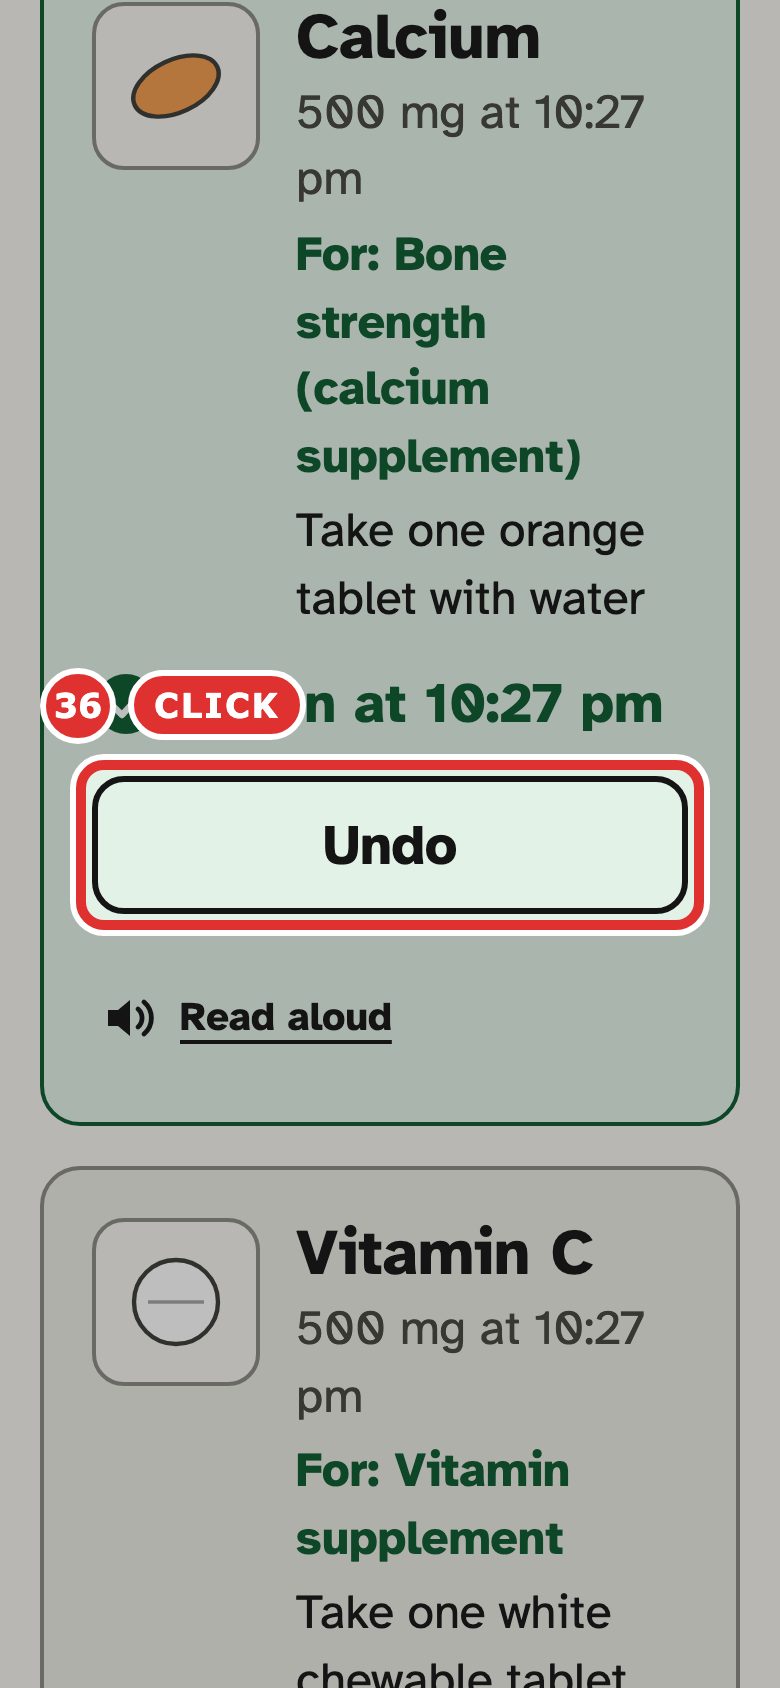 Calcium
500 mg at 10:27
pm
For: Bone
strength
(calcium
supplement)
Take one orange
tablet with water
36 CLICK n at 10:27 pm
Undo
Read aloud
Vitamin C
500 mg at 10:27
pm
For: Vitamin
supplement
Take one white
chewable tablet